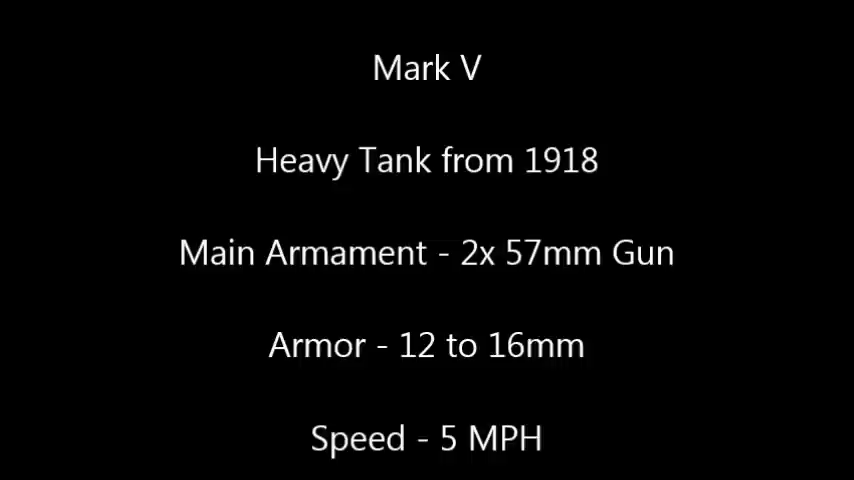 Mark V
Heavy Tank from 1918
Main Armament - 2x 57mm Gun
Armor - 12 to 16mm
Speed - 5 MPH